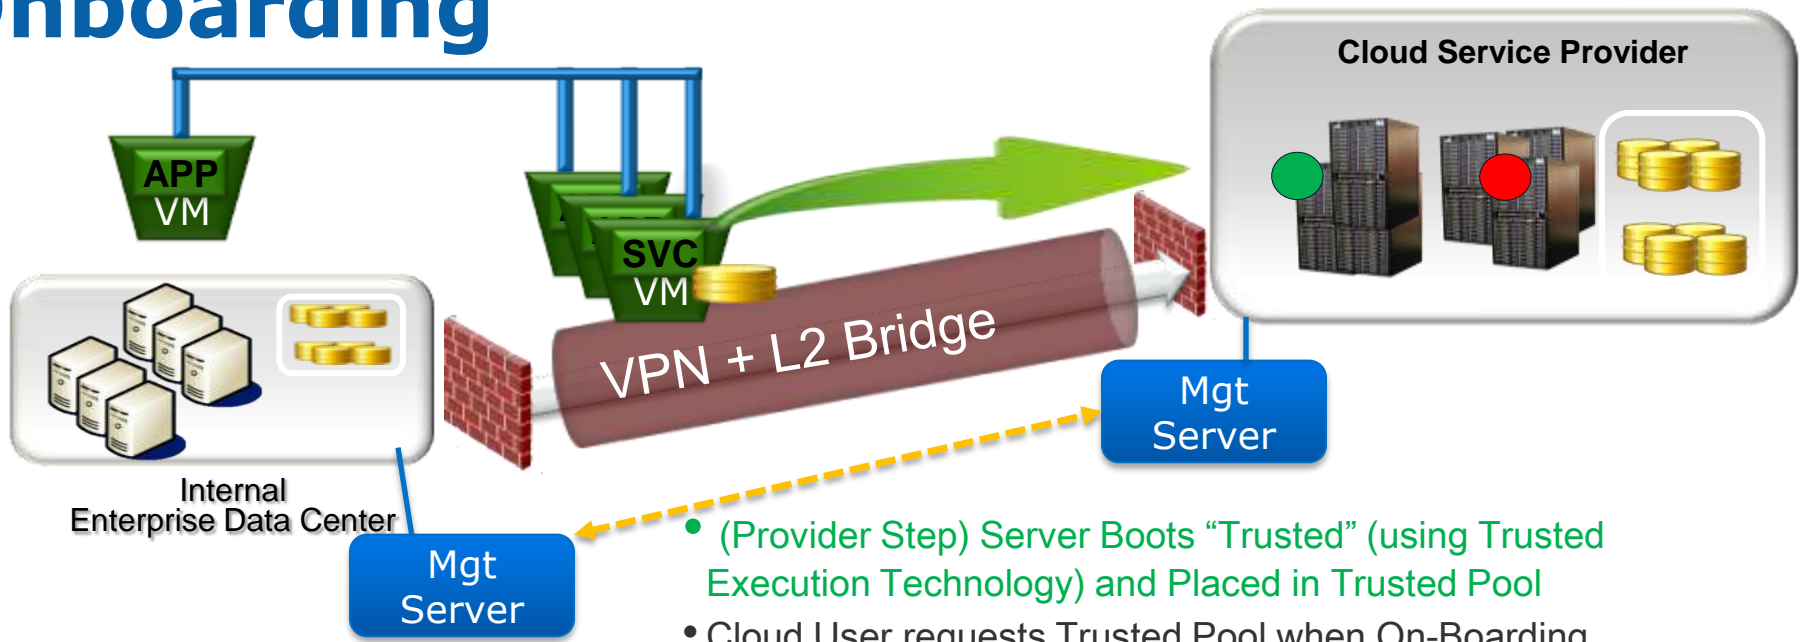 Onboarding
Cloud Service Provider
APP
VM
SVC
VM
VPN + L2 Bridge
Mgt
Server
Internal
Enterprise Data Center
Mgt
Server
• (Provider Step) Server Boots “Trusted” (using Trusted
Execution Technology) and Placed in Trusted Pool
• Cloud User requests Trusted Pool when On-Boarding